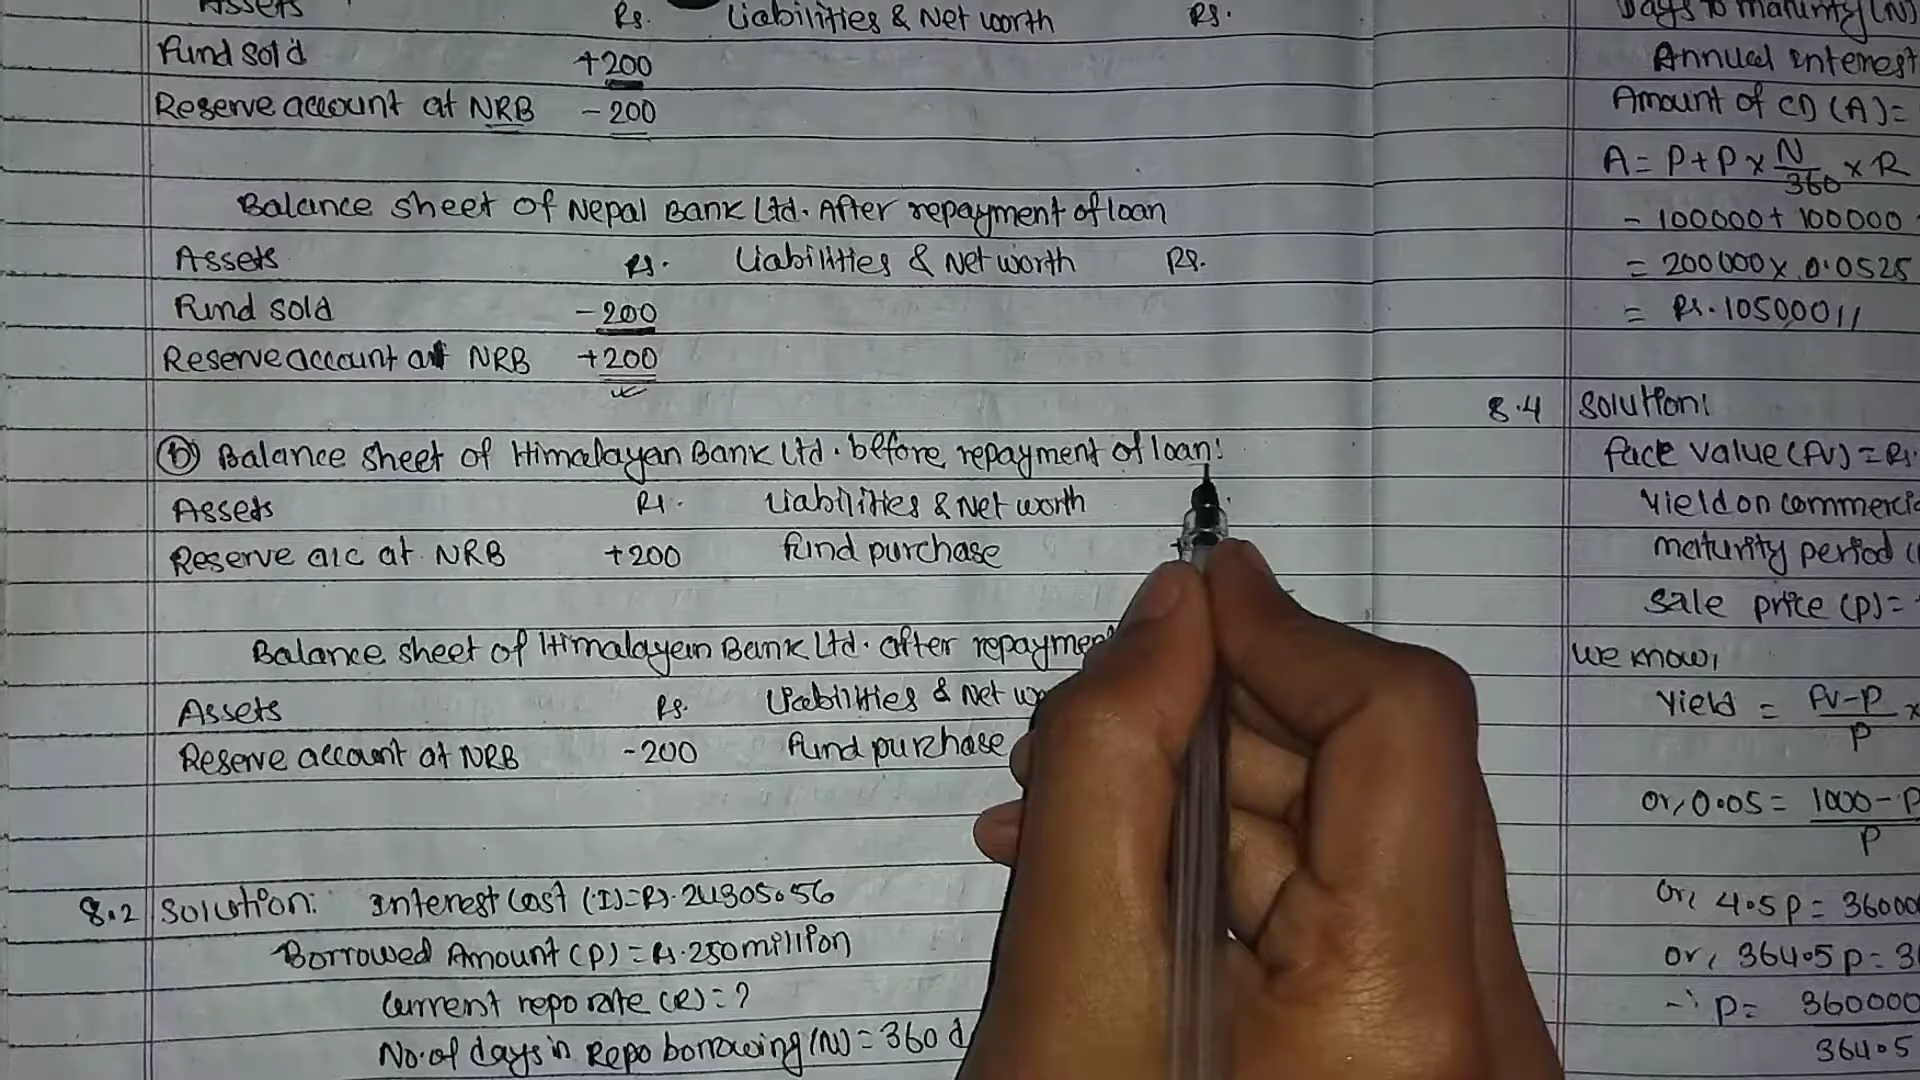 Assets Rs. Liabilities & Net worth Rs.
Fund sold +200
Reserve account at NRB -200
Balance sheet of Nepal Bank Ltd. After repayment of loan
Assets Rs. Liabilities & Net worth Rs.
Fund sold -200
Reserve account at NRB +200
(b) Balance sheet of Himalayan Bank Ltd. before repayment of loan:
Assets Rs. Liabilities & Net worth
Reserve a/c at NRB +200 fund purchase
Balance sheet of Himalayan Bank Ltd. after
Assets Rs. Liabilities & Net
Reserve account at NRB -200 fund purchase
8.2 Solution: Interest Cost (I)=Rs.24305.56
Borrowed Amount (P) = Rs.250 million
Current repo rate (R) = ?
No. of days in Repo borrowing (N) = 360
Days to maturity (N)
Annual interest
Amount of CD (A)=
A = P+P x N/360 x R
- 100000+ 100000
= 200000 x 0.0525
= Rs.1050001/
8.4 Solution:
face value (FV) = Rs.
Yield on
maturity period
Sale price (P)=
We know,
Yield = FV-P/P x
or, 0.05 = 1000-P/P
or, 4.5P = 36000
or, 364.5P = 3
∴ P= 360000
364.5